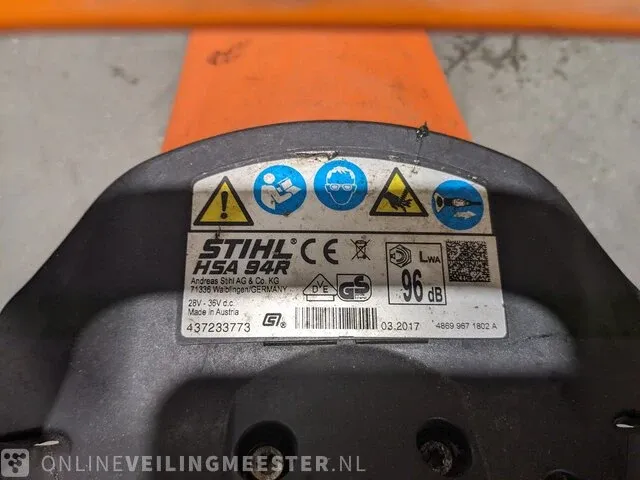 STIHL® CE
HSA 94R
Andreas Stihl AG & Co. KG
71336 Waiblingen/GERMANY
28V - 36V d.c.
Made in Austria
437233773
DVE
GS
LWA
96 dB
03.2017
4869 967 1802 A
ONLINEVEILINGMEESTER.NL